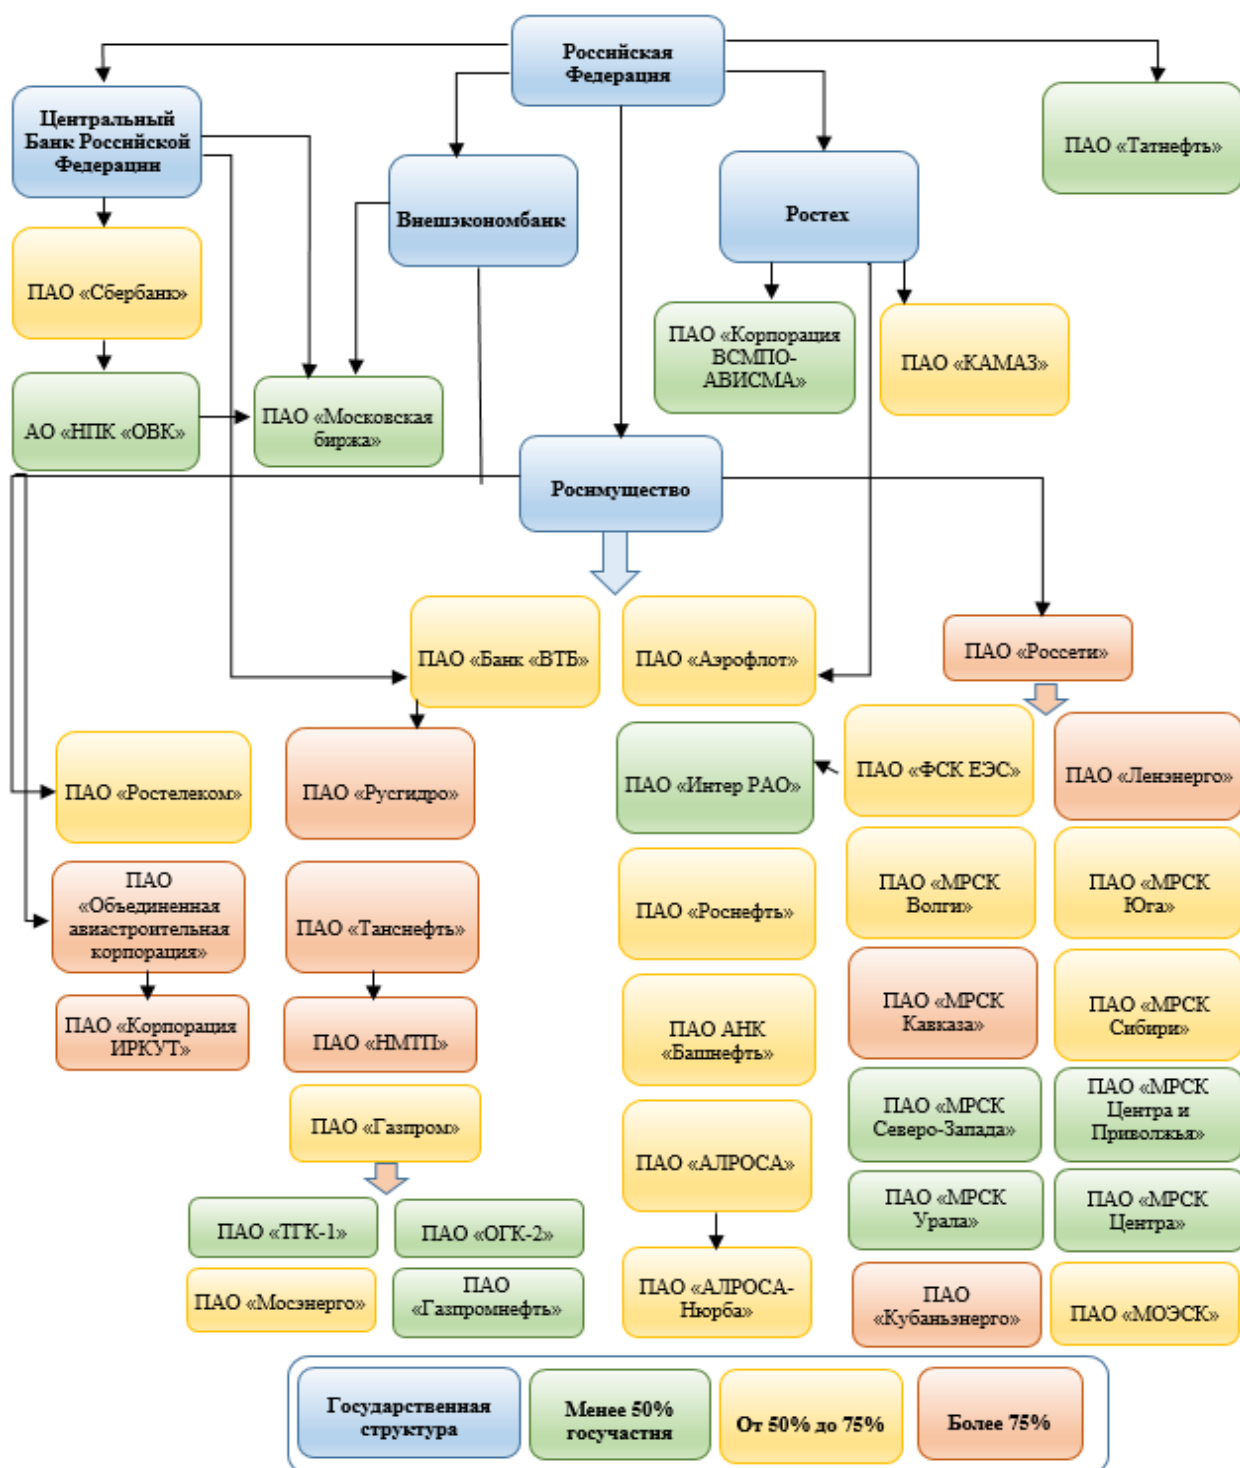 Российская
Федерация
Центральный
Банк Российской
Федерации
ПАО «Татнефть»
Внешэкономбанк
Ростех
ПАО «Сбербанк»
ПАО «Корпорация
ВСМПО-
АВИСМА»
ПАО «КАМАЗ»
АО «НПК «ОВК»
ПАО «Московская
биржа»
Росимущество
ПАО «Банк «ВТБ»
ПАО «Аэрофлот»
ПАО «Россети»
ПАО «Ростелеком»
ПАО «Русгидро»
ПАО «Интер РАО»
ПАО «ФСК ЕЭС»
ПАО «Ленэнерго»
ПАО
«Объединенная
авиастроительная
корпорация»
ПАО «Танснефть»
ПАО «Роснефть»
ПАО «МРСК
Волги»
ПАО «МРСК
Юга»
ПАО «Корпорация
ИРКУТ»
ПАО «НМТП»
ПАО АНК
«Башнефть»
ПАО «МРСК
Кавказа»
ПАО «МРСК
Сибири»
ПАО «Газпром»
ПАО «АЛРОСА»
ПАО «МРСК
Северо-Запада»
ПАО «МРСК
Центра и
Приволжья»
ПАО «ТГК-1»
ПАО «ОГК-2»
ПАО «МРСК
Урала»
ПАО «МРСК
Центра»
ПАО «Мосэнерго»
ПАО
«Газпромнефть»
ПАО «АЛРОСА-
Нюрба»
ПАО
«Кубаньэнерго»
ПАО «МОЭСК»
Государственная
структура
Менее 50%
госучастия
От 50% до 75%
Более 75%